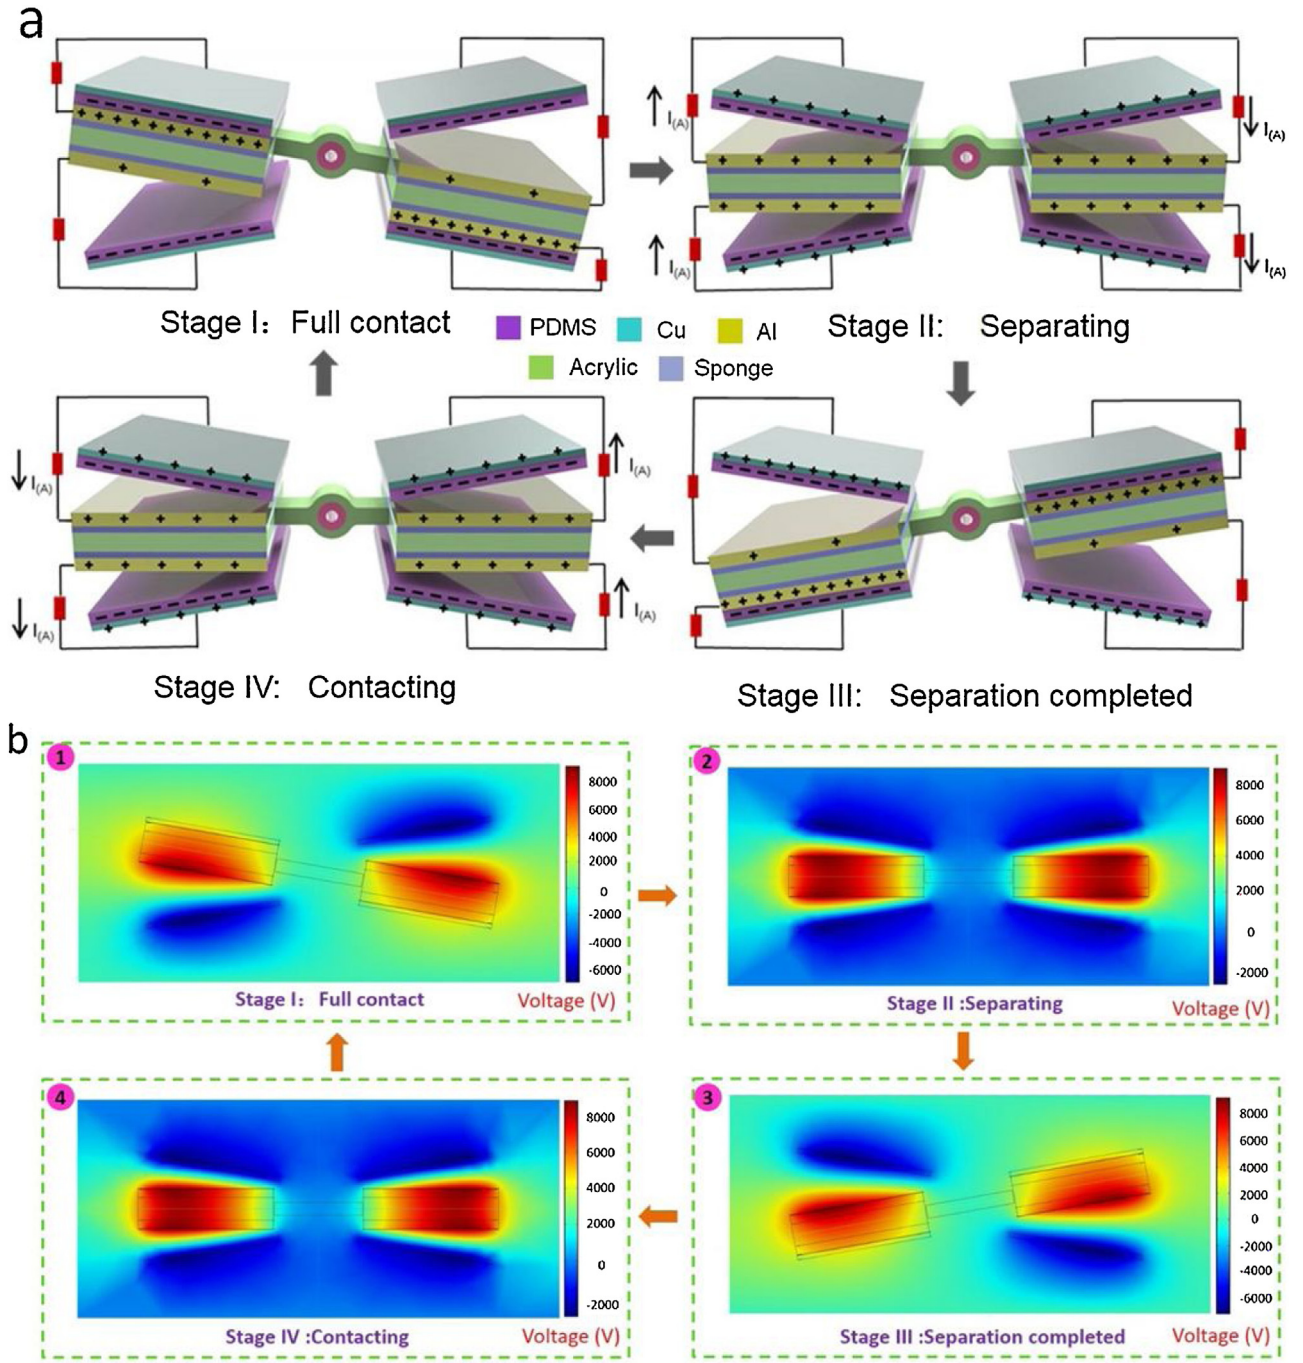 a
I(A)
I(A)
I(A)
I(A)
Stage I: Full contact
PDMS
Cu
Al
Acrylic
Sponge
Stage II: Separating
I(A)
I(A)
I(A)
I(A)
Stage IV: Contacting
Stage III: Separation completed
b
1
8000
6000
4000
2000
0
-2000
-4000
-6000
Stage I: Full contact
Voltage (V)
2
8000
6000
4000
2000
0
-2000
Stage II :Separating
Voltage (V)
4
8000
6000
4000
2000
0
-2000
Stage IV :Contacting
Voltage (V)
3
8000
6000
4000
2000
0
-2000
-4000
-6000
Stage III :Separation completed
Voltage (V)